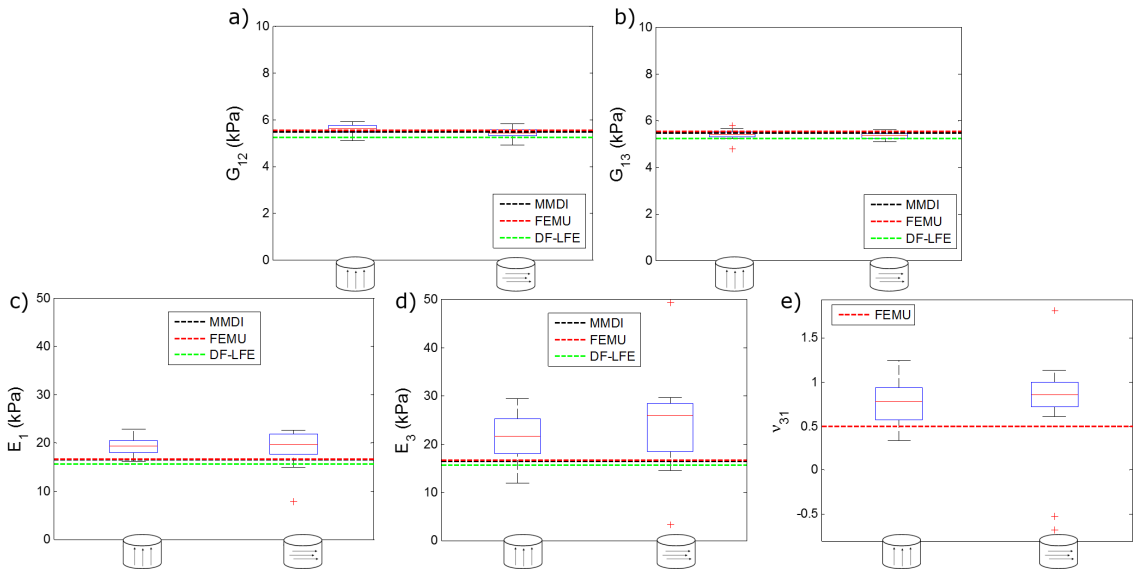 a)
10
8
6
4
2
0
G12 (kPa)
MMDI
FEMU
DF-LFE
b)
10
8
6
4
2
0
G13 (kPa)
MMDI
FEMU
DF-LFE
c)
50
40
30
20
10
0
E1 (kPa)
MMDI
FEMU
DF-LFE
d)
50
40
30
20
10
0
E3 (kPa)
MMDI
FEMU
DF-LFE
e)
1.5
1
0.5
0
-0.5
ν31
FEMU